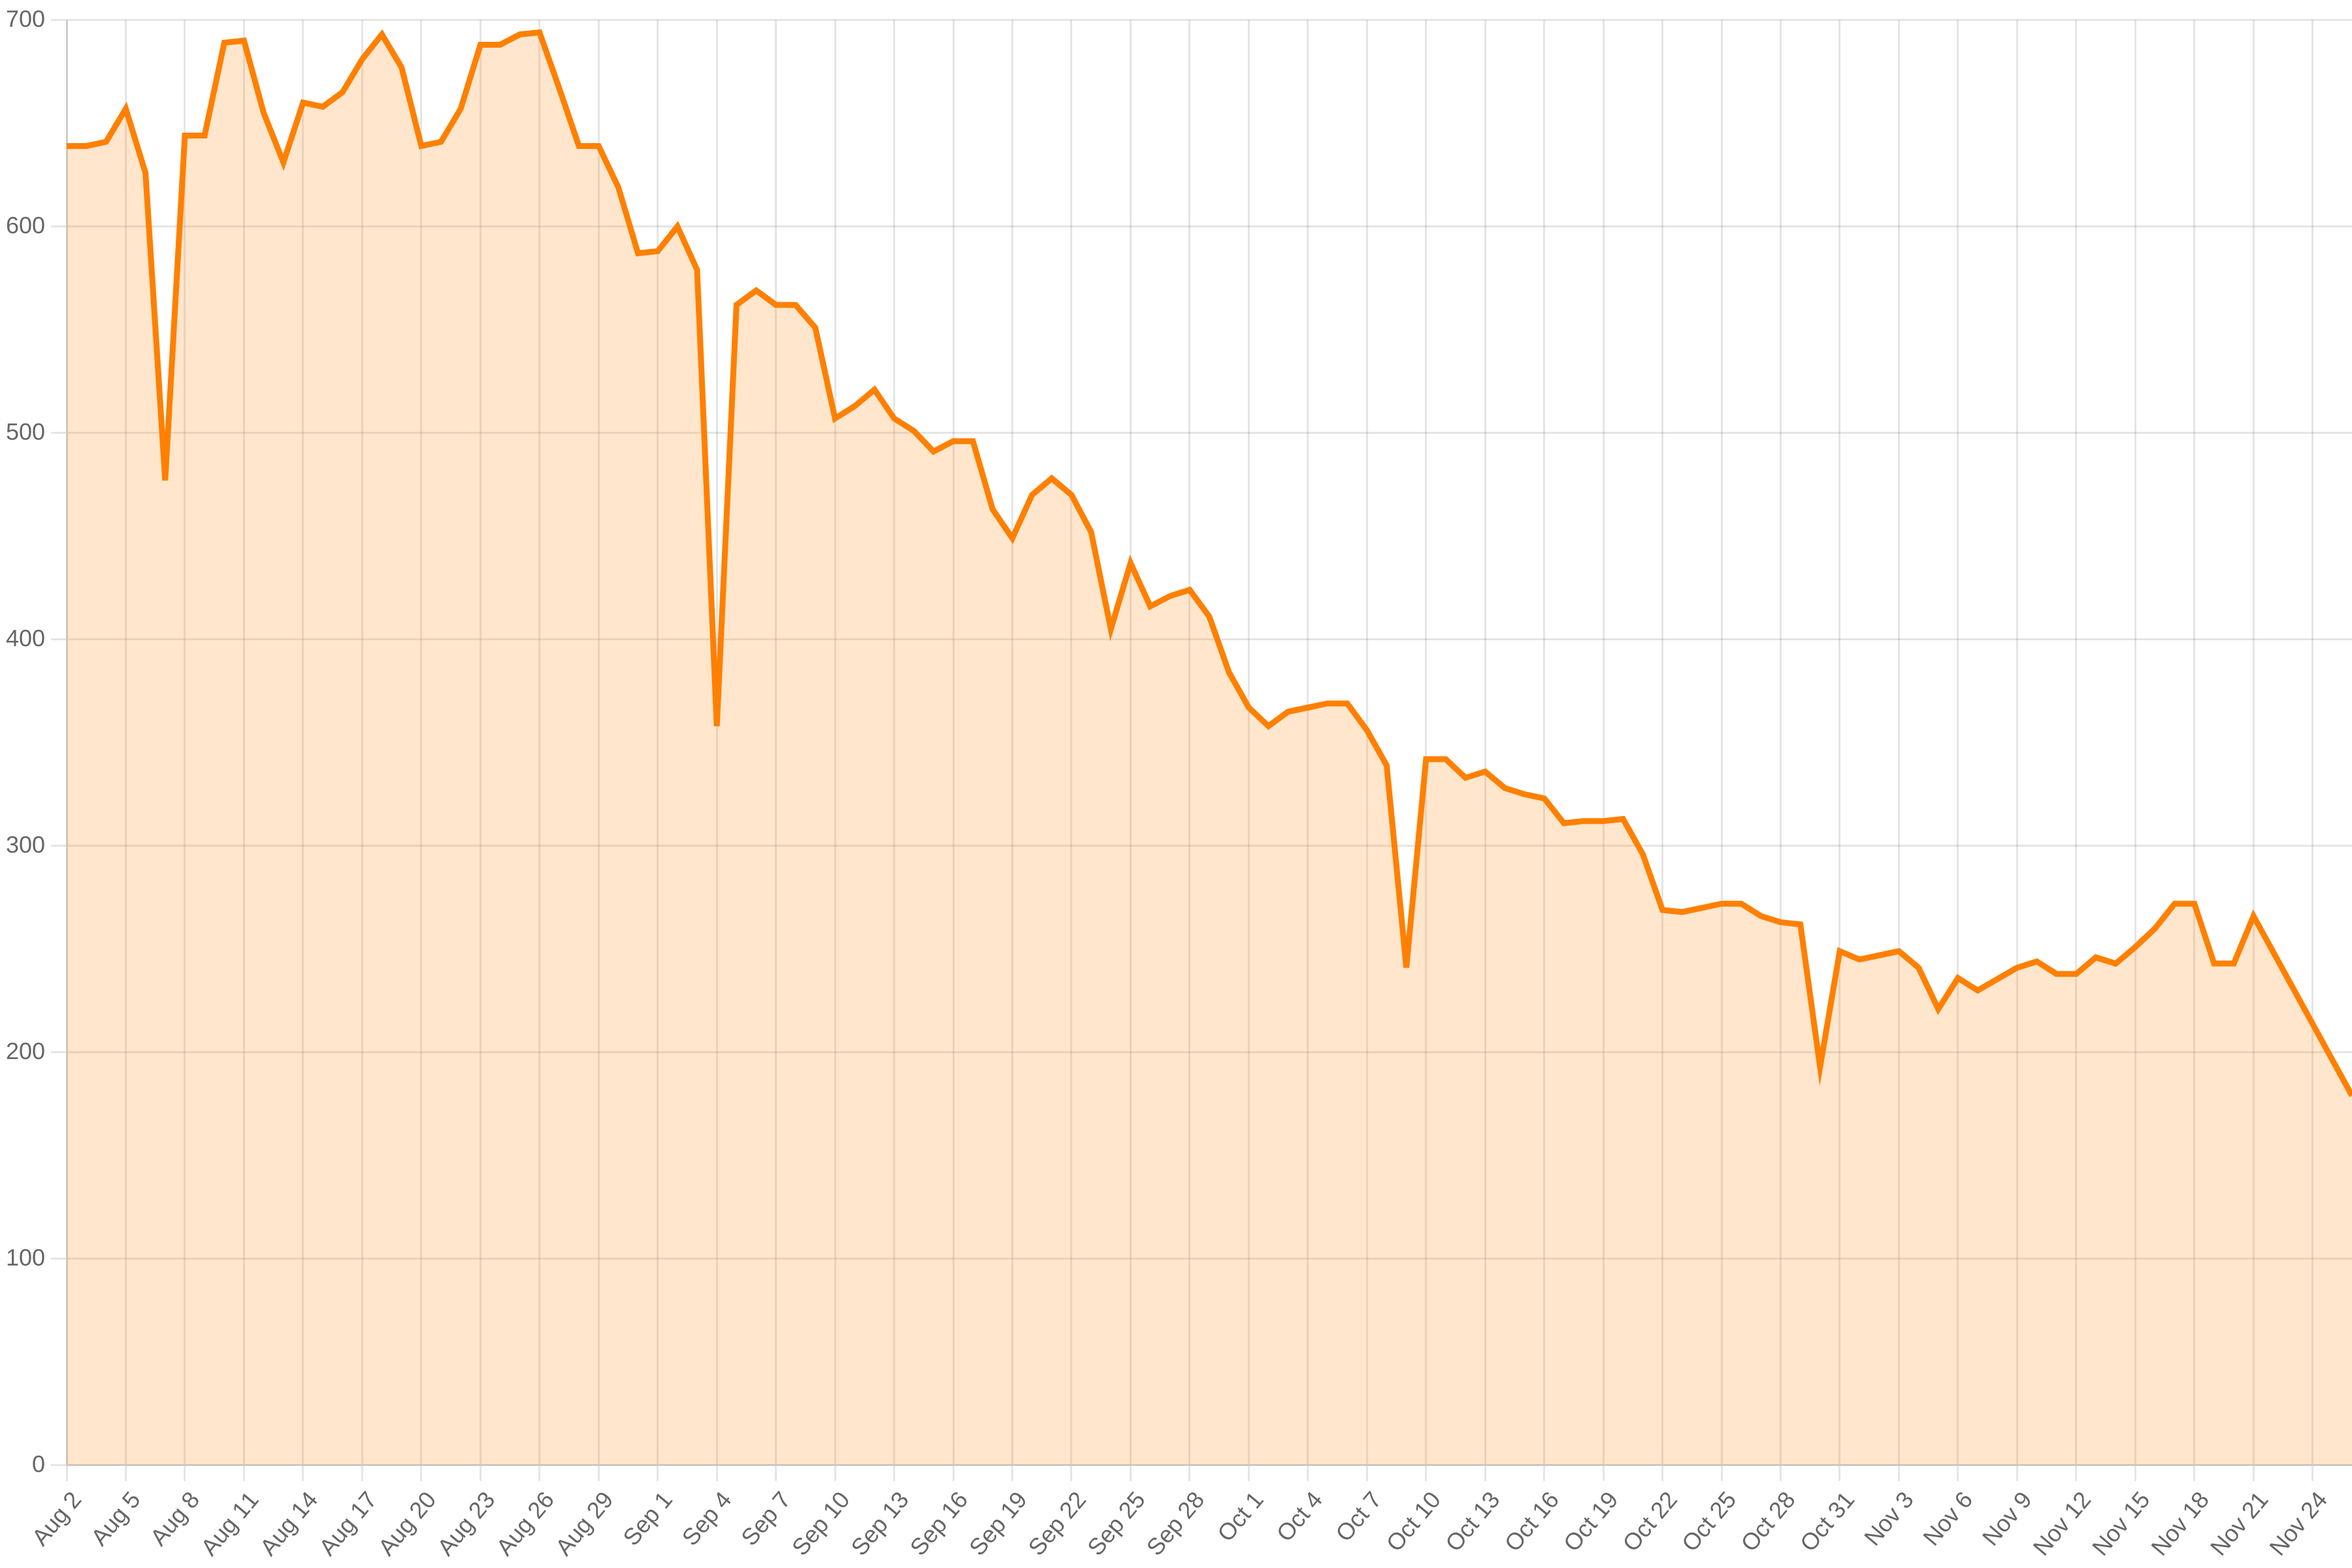 700
600
500
400
300
200
100
0
Aug 2
Aug 5
Aug 8
Aug 11
Aug 14
Aug 17
Aug 20
Aug 23
Aug 26
Aug 29
Sep 1
Sep 4
Sep 7
Sep 10
Sep 13
Sep 16
Sep 19
Sep 22
Sep 25
Sep 28
Oct 1
Oct 4
Oct 7
Oct 10
Oct 13
Oct 16
Oct 19
Oct 22
Oct 25
Oct 28
Oct 31
Nov 3
Nov 6
Nov 9
Nov 12
Nov 15
Nov 18
Nov 21
Nov 24